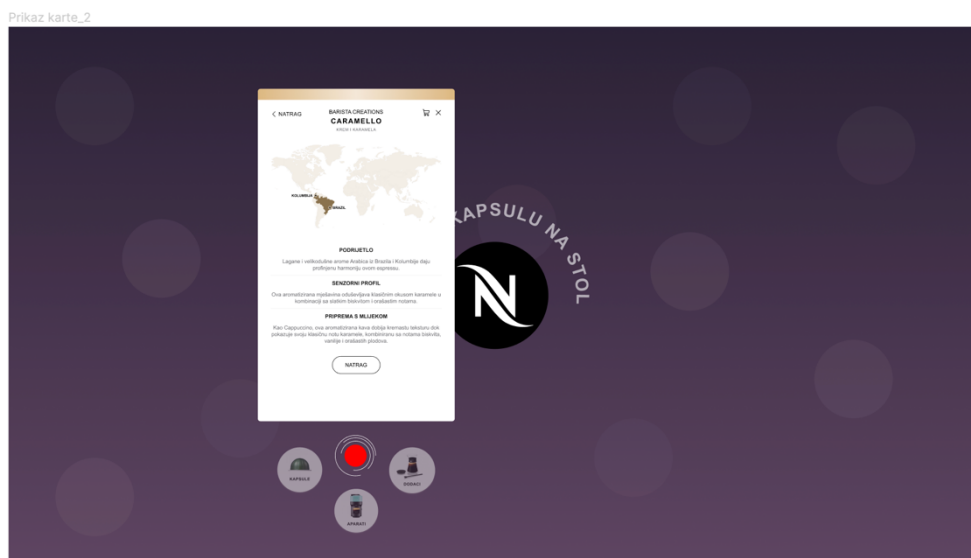 Prikaz karte_2
NATRAG
BARISTA CREATIONS
CARAMELLO
KREM I KARAMELA
KOLUMBIJA
BRAZIL
PODRIJETLO
Lagane i velikodušne arome Arabica iz Brazila i Kolumbije daju
profinjenu harmoniju ovom espressu.
SENZORNI PROFIL
Ova aromatizirana mješavina oduševljava klasičnim okusom karamele u
kombinaciji sa slatkim biskvitom i orašastim notama.
PRIPREMA S MLIJEKOM
Kao Cappuccino, ova aromatizirana kava dobija kremastu teksturu dok
pokazuje svoju klasičnu notu karamele, kombiniranu sa notama biskvita,
vanilije i orašastih plodova.
NATRAG
KAPSULU NA STOL
N
KAPSULE
DODACI
APARATI